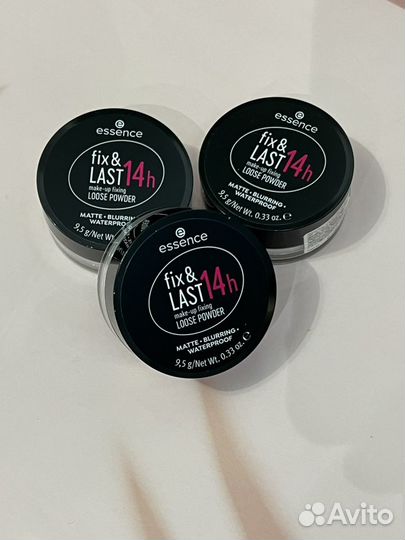 essence
fix &
LAST 14h
make-up fixing
LOOSE POWDER
MATTE • BLURRING •
WATERPROOF
9,5 g/Net Wt. 0.33 oz. ℮
essence
fix &
LAST 14h
make-up fixing
LOOSE POWDER
MATTE • BLURRING •
WATERPROOF
9,5 g/Net Wt. 0.33 oz. ℮
essence
fix &
LAST 14h
make-up fixing
LOOSE POWDER
MATTE • BLURRING •
WATERPROOF
9,5 g/Net Wt. 0.33 oz. ℮
Avito